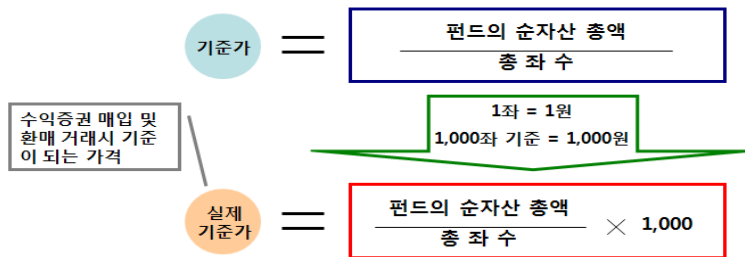 기준가
펀드의 순자산 총액
총 좌 수
수익증권 매입 및
환매 거래시 기준
이 되는 가격
1좌 = 1원
1,000좌 기준 = 1,000원
실제
기준가
펀드의 순자산 총액
총 좌 수
× 1,000